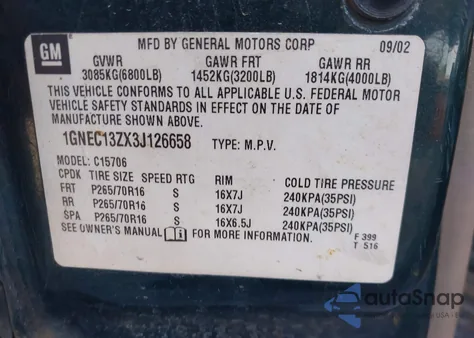 GM
MFD BY GENERAL MOTORS CORP 09/02
GVWR GAWR FRT GAWR RR
3085KG(6800LB) 1452KG(3200LB) 1814KG(4000LB)
THIS VEHICLE CONFORMS TO ALL APPLICABLE U.S. FEDERAL MOTOR
VEHICLE SAFETY STANDARDS IN EFFECT ON THE DATE OF
MANUFACTURE SHOWN ABOVE.
1GNEC13ZX3J126658 TYPE: M.P.V.
MODEL: C15706
CPDK TIRE SIZE SPEED RTG RIM COLD TIRE PRESSURE
FRT P265/70R16 S 16X7J 240KPA(35PSI)
RR P265/70R16 S 16X7J 240KPA(35PSI)
SPA P265/70R16 S 16X6.5J 240KPA(35PSI)
SEE OWNER'S MANUAL FOR MORE INFORMATION. F 399
T 516
autoSnap